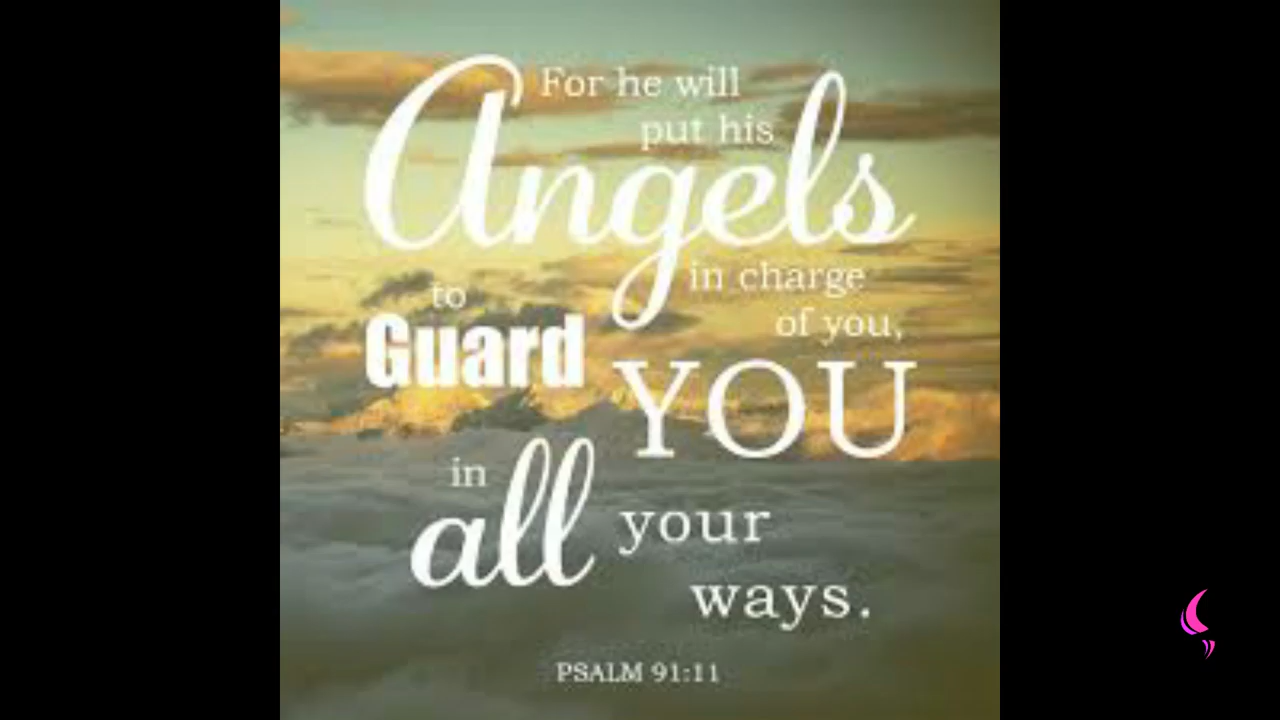 For he will
put his
Angels
in charge
of you,
to
Guard
YOU
in
all
your
ways.
PSALM 91:11